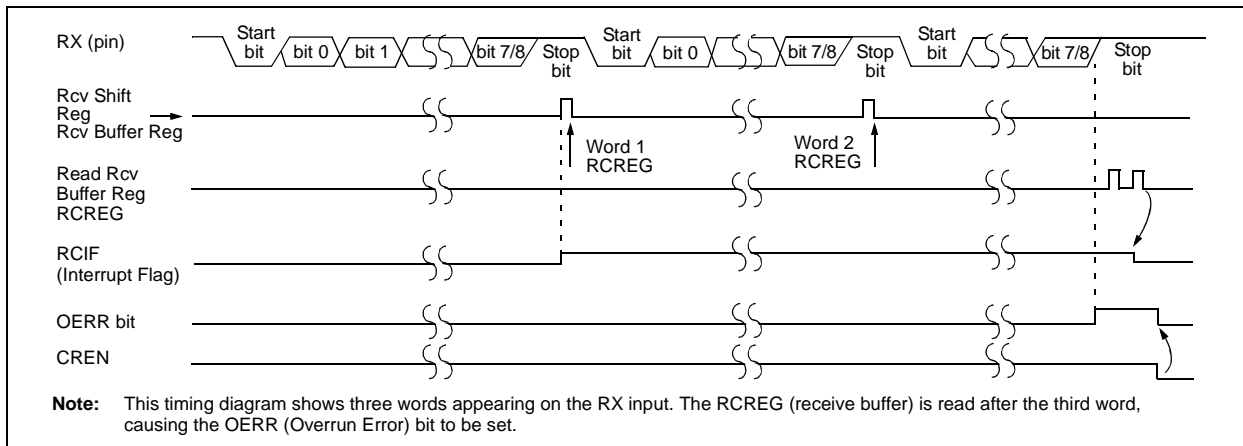 RX (pin)
Start
bit
bit 0
bit 1
bit 7/8
Stop
bit
Start
bit
bit 0
bit 7/8
Stop
bit
Start
bit
bit 7/8
Stop
bit
Rcv Shift
Reg
Rcv Buffer Reg
Word 1
RCREG
Word 2
RCREG
Read Rcv
Buffer Reg
RCREG
RCIF
(Interrupt Flag)
OERR bit
CREN
Note: This timing diagram shows three words appearing on the RX input. The RCREG (receive buffer) is read after the third word,
causing the OERR (Overrun Error) bit to be set.